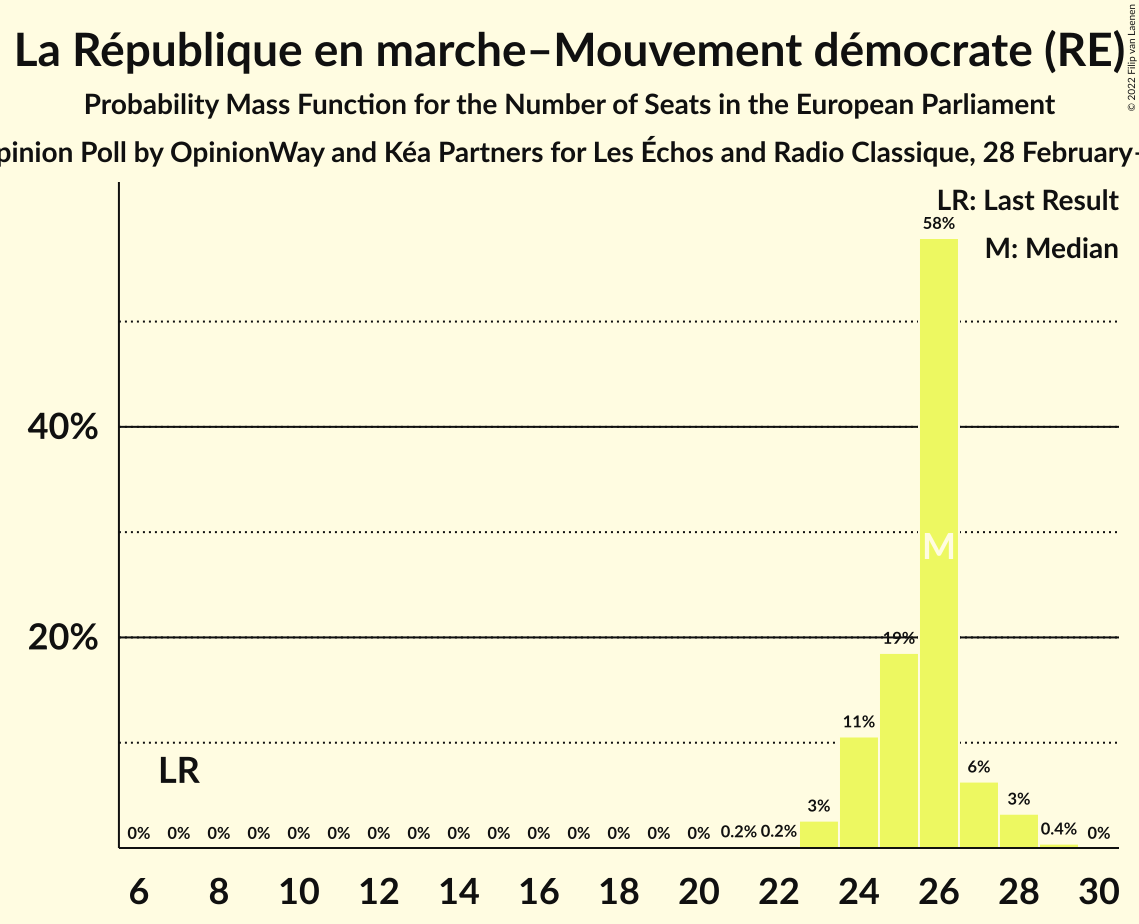 La République en marche–Mouvement démocrate (RE)
© 2022 Filip van Laenen
Probability Mass Function for the Number of Seats in the European Parliament
pinion Poll by OpinionWay and Kéa Partners for Les Échos and Radio Classique, 28 February–
LR: Last Result
58%
M: Median
40%
M
20%
19%
11%
LR
6%
3%
3%
0% 0% 0% 0% 0% 0% 0% 0% 0% 0% 0% 0% 0% 0% 0% 0.2% 0.2% 0.4% 0%
6 8 10 12 14 16 18 20 22 24 26 28 30